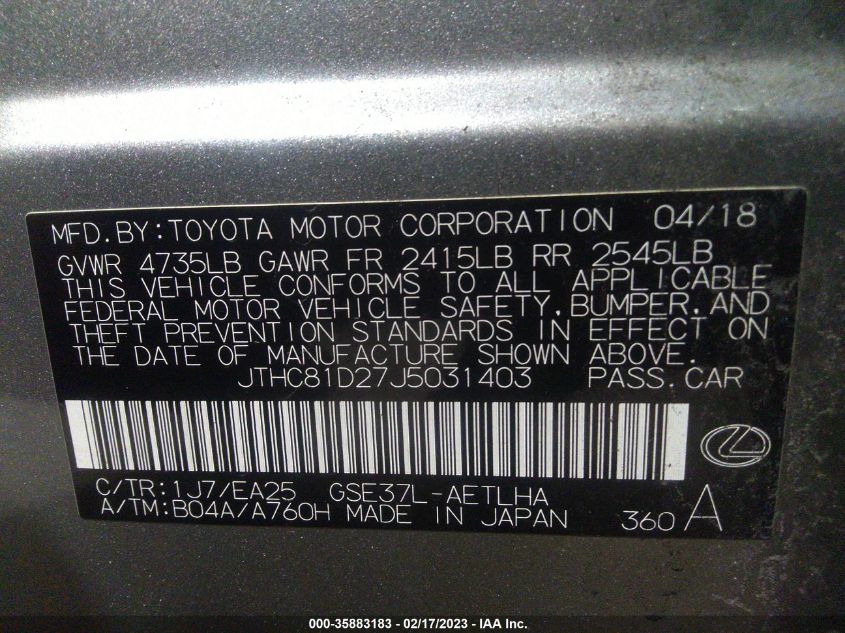 MFD.BY:TOYOTA MOTOR CORPORATION 04/18
GVWR 4735LB GAWR FR 2415LB RR 2545LB
THIS VEHICLE CONFORMS TO ALL APPLICABLE
FEDERAL MOTOR VEHICLE SAFETY,BUMPER,AND
THEFT PREVENTION STANDARDS IN EFFECT ON
THE DATE OF MANUFACTURE SHOWN ABOVE.
JTHC81D27J5031403 PASS.CAR
C/TR:1J7/EA25 GSE37L-AETLHA
A/TM:B04A/A760H MADE IN JAPAN 360 A
000-35883183 - 02/17/2023 - IAA Inc.